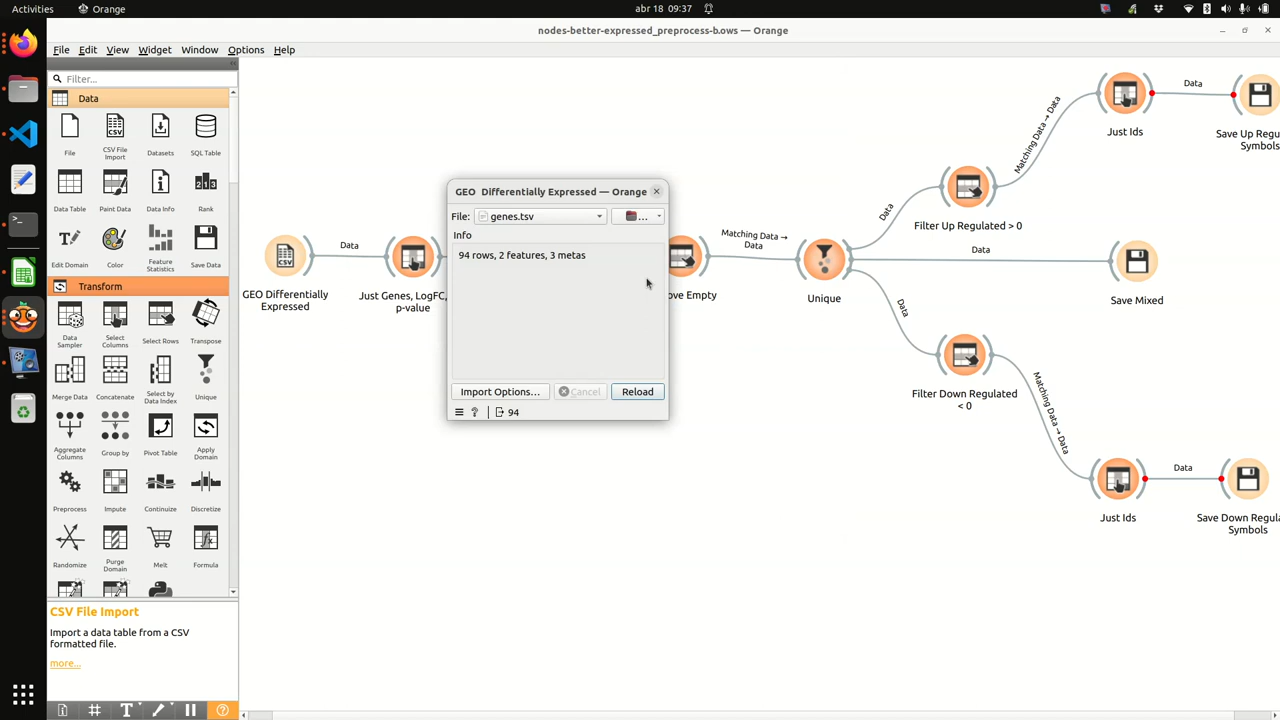 Activities
Orange
abr 18 09:37
nodes-better-expressed_preprocess-b.ows — Orange
File Edit View Widget Window Options Help
Filter...
Data
File
CSV File Import
Datasets
SQL Table
Data Table
Paint Data
Data Info
Rank
Edit Domain
Color
Feature Statistics
Save Data
Transform
Data Sampler
Select Columns
Select Rows
Transpose
Merge Data
Concatenate
Select by Data Index
Unique
Aggregate Columns
Group by
Pivot Table
Apply Domain
Preprocess
Impute
Continuize
Discretize
Randomize
Purge Domain
Melt
Formula
CSV File Import
Import a data table from a CSV
formatted file.
more...
GEO Differentially
Expressed
Data
Just Genes, LogFC,
p-value
GEO Differentially Expressed — Orange
File: genes.tsv
...
Info
94 rows, 2 features, 3 metas
Import Options...
Cancel
Reload
94
ove Empty
Matching Data →
Data
Unique
Data
Filter Up Regulated > 0
Matching Data → Data
Just Ids
Data
Save Up Regu
Symbols
Data
Save Mixed
Data
Filter Down Regulated
< 0
Matching Data → Data
Just Ids
Data
Save Down Regula
Symbols